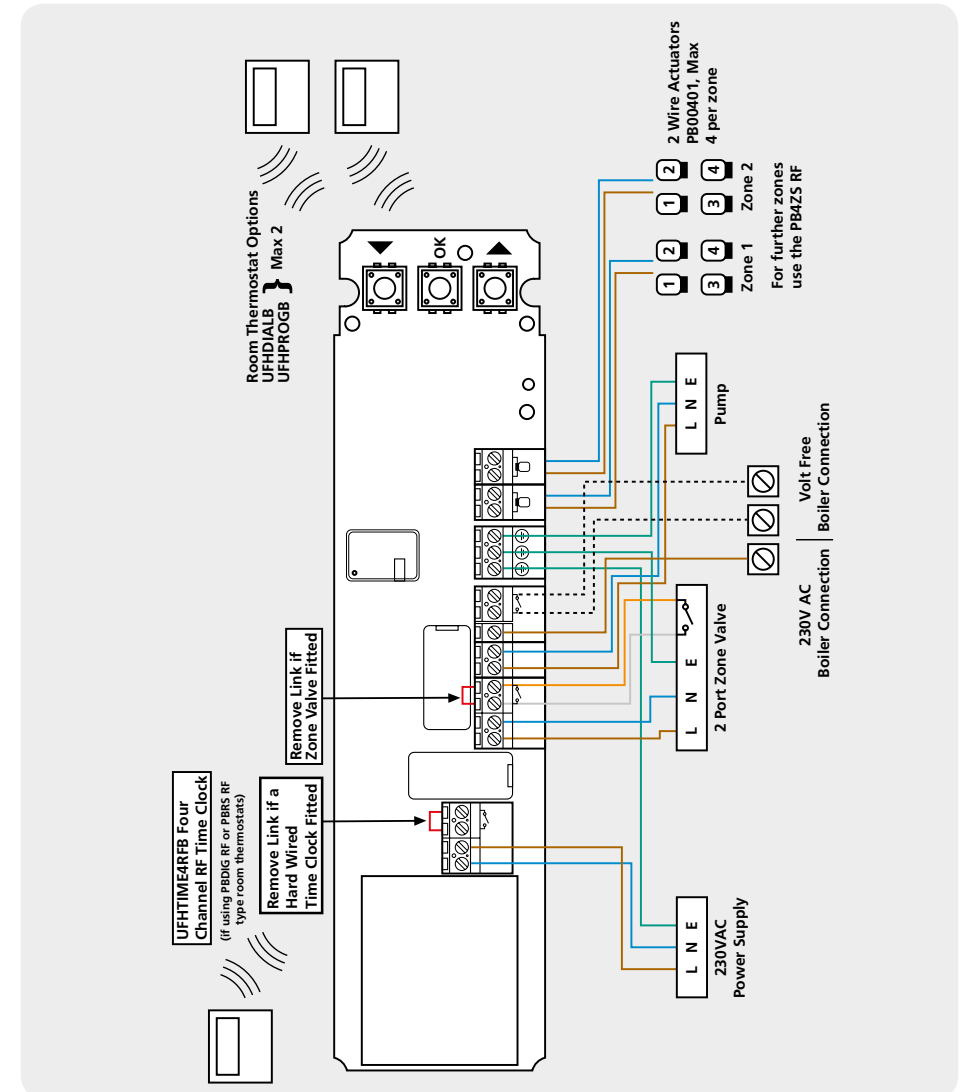 UFHTIME4RFB Four
Channel RF Time Clock
(if using PBDIG RF or PBRS RF
type room thermostats)
Remove Link if a
Hard Wired
Time Clock Fitted
Remove Link if
Zone Valve Fitted
Room Thermostat Options
UFHDIALB
UFHPROGB
} Max 2
OK
L N E
230VAC
Power Supply
L N E
2 Port Zone Valve
230V AC
Boiler Connection
Volt Free
Boiler Connection
L N E
Pump
1 2
3 4
Zone 1
1 2
3 4
Zone 2
2 Wire Actuators
PB00401, Max
4 per zone
For further zones
use the PB4ZS RF